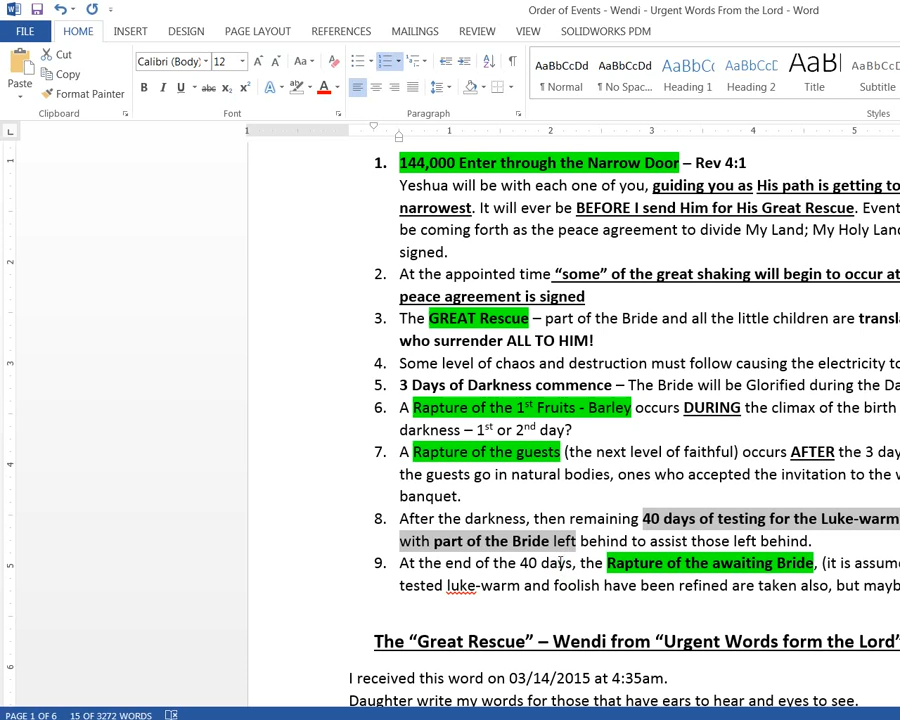 Order of Events - Wendi - Urgent Words From the Lord - Word
FILE HOME INSERT DESIGN PAGE LAYOUT REFERENCES MAILINGS REVIEW VIEW SOLIDWORKS PDM
Paste Cut Copy Format Painter
Calibri (Body) 12 Aa
B I U abc x₂ x² A A
AaBbCcDd AaBbCcDd AaBbCc AaBbCcD AaBl AaBbCcDd
¶ Normal ¶ No Spac... Heading 1 Heading 2 Title Subtitle
Clipboard Font Paragraph Styles
1 1 2 3 4 5
1. 144,000 Enter through the Narrow Door – Rev 4:1
Yeshua will be with each one of you, guiding you as His path is getting to
narrowest. It will ever be BEFORE I send Him for His Great Rescue. Event
be coming forth as the peace agreement to divide My Land; My Holy Land
signed.
2. At the appointed time “some” of the great shaking will begin to occur at
peace agreement is signed
3. The GREAT Rescue – part of the Bride and all the little children are transla
who surrender ALL TO HIM!
4. Some level of chaos and destruction must follow causing the electricity to
5. 3 Days of Darkness commence – The Bride will be Glorified during the Da
6. A Rapture of the 1st Fruits - Barley occurs DURING the climax of the birth
darkness – 1st or 2nd day?
7. A Rapture of the guests (the next level of faithful) occurs AFTER the 3 day
the guests go in natural bodies, ones who accepted the invitation to the w
banquet.
8. After the darkness, then remaining 40 days of testing for the Luke-warm
with part of the Bride left behind to assist those left behind.
9. At the end of the 40 days, the Rapture of the awaiting Bride, (it is assume
tested luke-warm and foolish have been refined are taken also, but mayb
The “Great Rescue” – Wendi from “Urgent Words form the Lord”
I received this word on 03/14/2015 at 4:35am.
Daughter write my words for those that have ears to hear and eyes to see.
PAGE 1 OF 6 15 OF 3272 WORDS